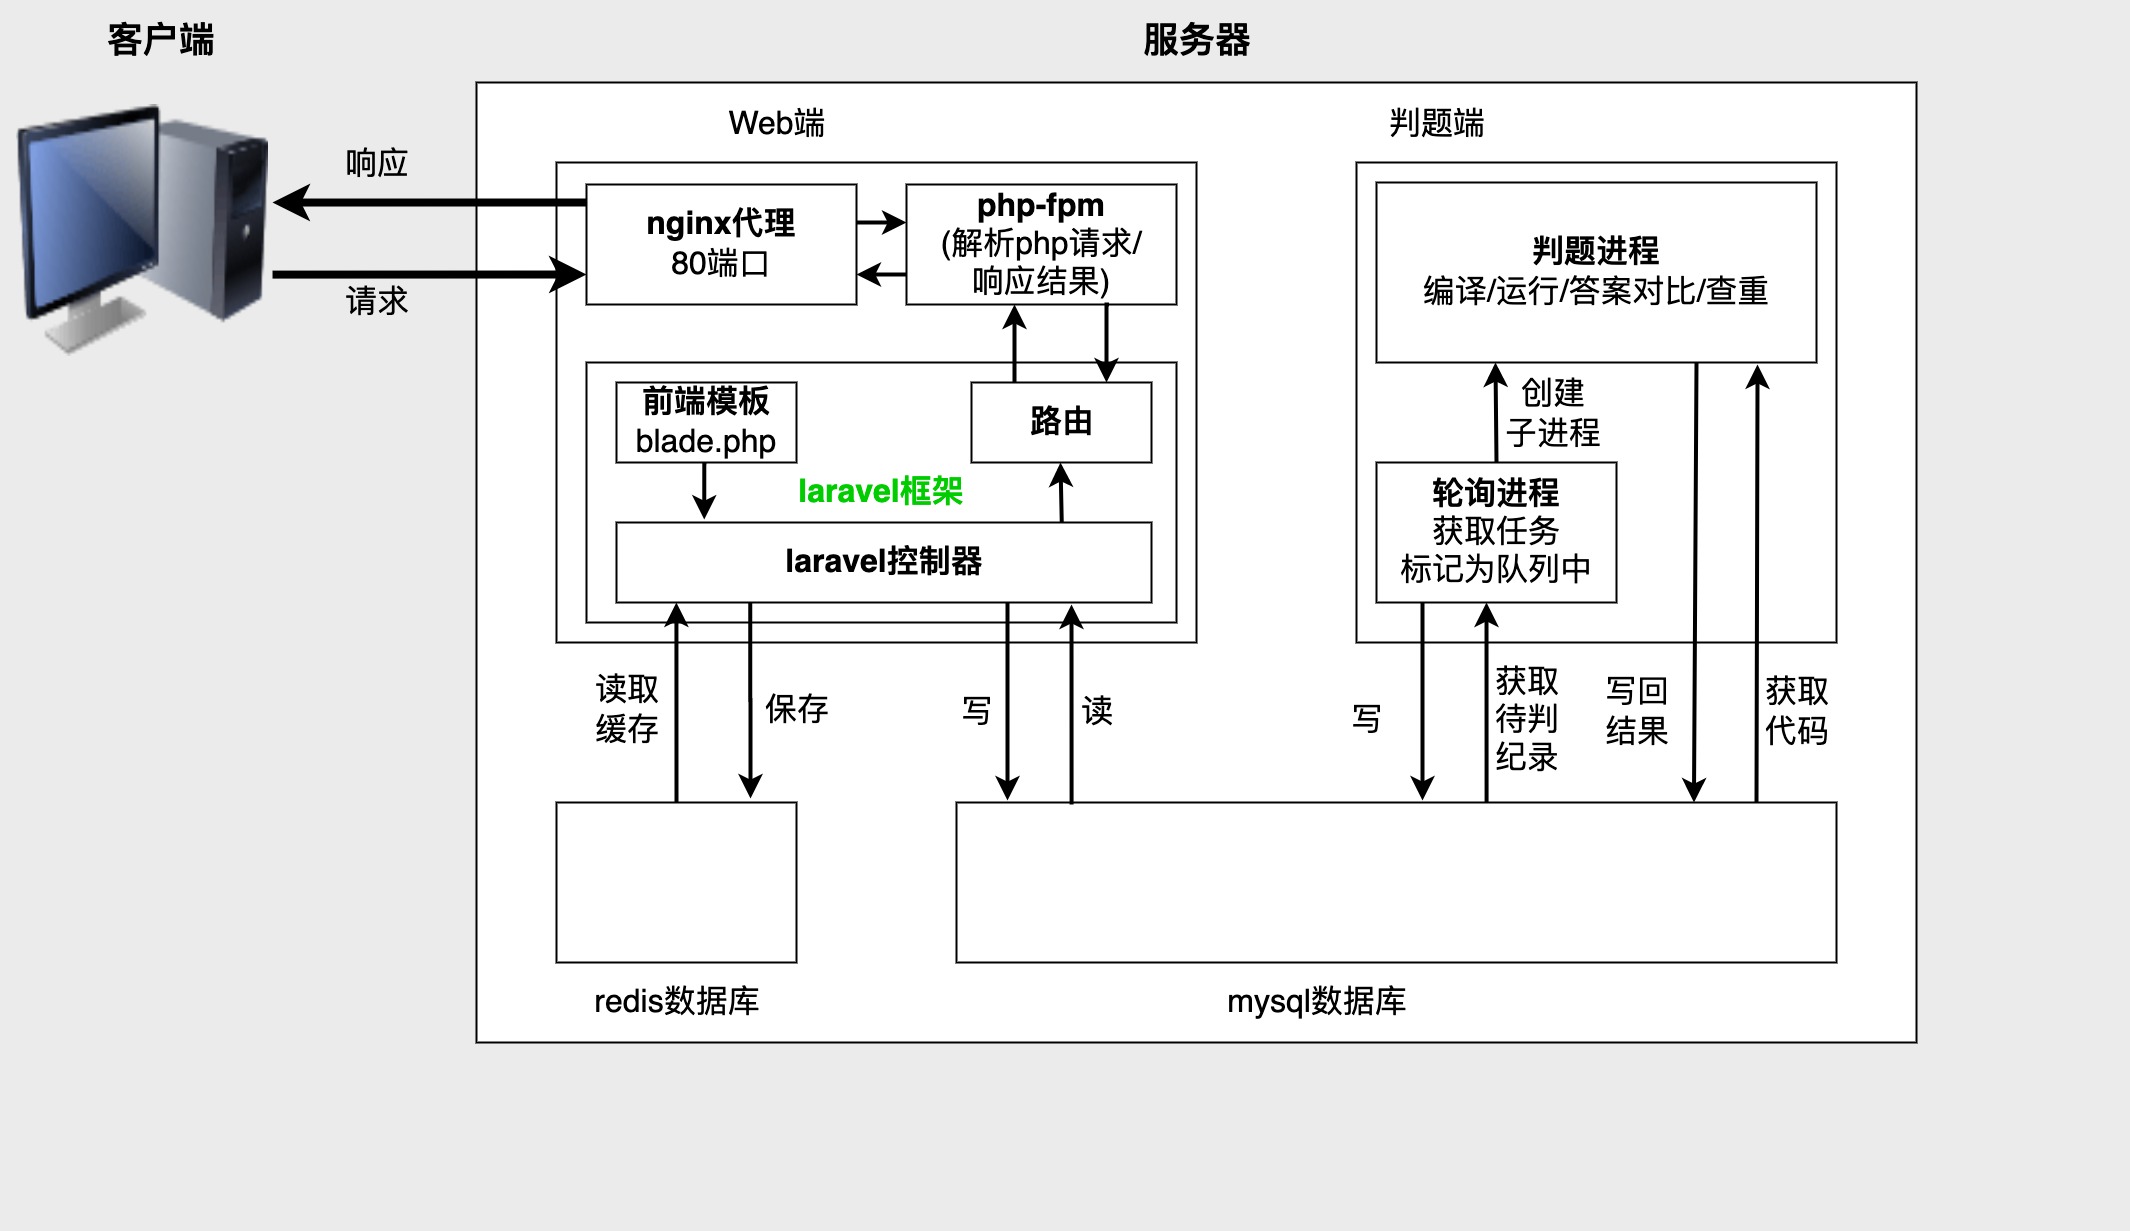 客户端
服务器
Web端
判题端
响应
请求
nginx代理
80端口
php-fpm
(解析php请求/
响应结果)
前端模板
blade.php
路由
laravel框架
laravel控制器
判题进程
编译/运行/答案对比/查重
创建
子进程
轮询进程
获取任务
标记为队列中
读取
缓存
保存
写
读
写
获取
待判
纪录
写回
结果
获取
代码
redis数据库
mysql数据库